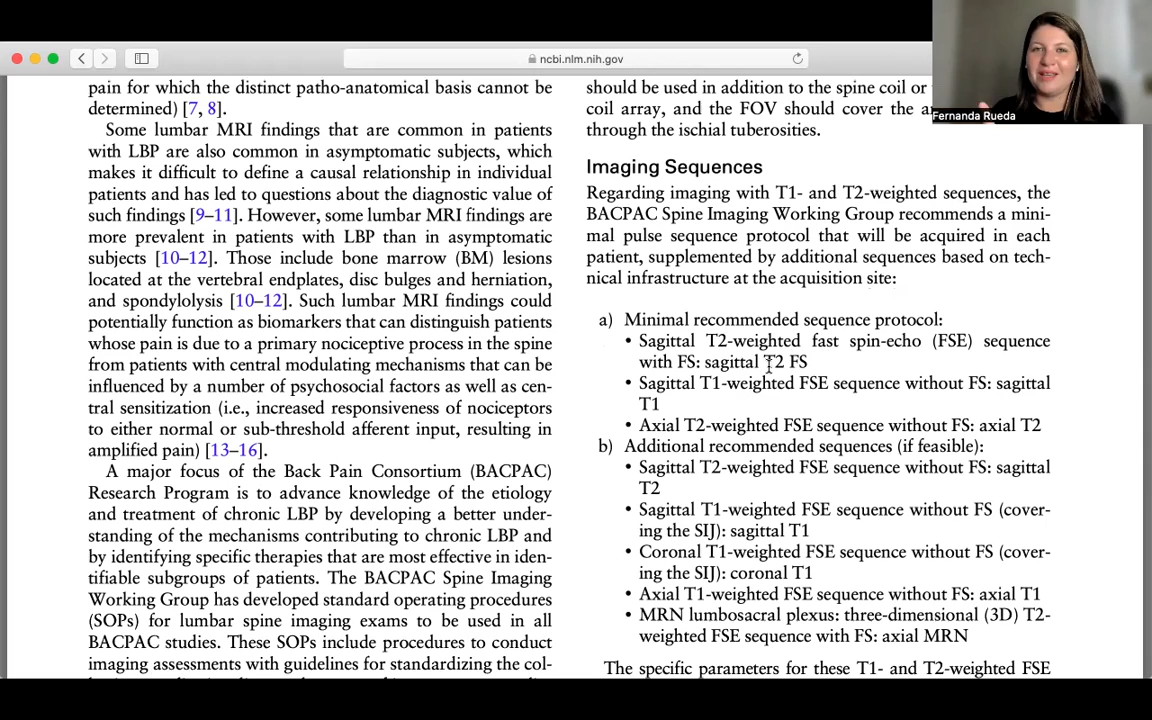 ncbi.nlm.nih.gov
Fernanda Rueda
pain for which the distinct patho-anatomical basis cannot be
determined) [7, 8].
Some lumbar MRI findings that are common in patients
with LBP are also common in asymptomatic subjects, which
makes it difficult to define a causal relationship in individual
patients and has led to questions about the diagnostic value of
such findings [9–11]. However, some lumbar MRI findings are
more prevalent in patients with LBP than in asymptomatic
subjects [10–12]. Those include bone marrow (BM) lesions
located at the vertebral endplates, disc bulges and herniation,
and spondylolysis [10–12]. Such lumbar MRI findings could
potentially function as biomarkers that can distinguish patients
whose pain is due to a primary nociceptive process in the spine
from patients with central modulating mechanisms that can be
influenced by a number of psychosocial factors as well as cen-
tral sensitization (i.e., increased responsiveness of nociceptors
to either normal or sub-threshold afferent input, resulting in
amplified pain) [13–16].
A major focus of the Back Pain Consortium (BACPAC)
Research Program is to advance knowledge of the etiology
and treatment of chronic LBP by developing a better under-
standing of the mechanisms contributing to chronic LBP and
by identifying specific therapies that are most effective in iden-
tifiable subgroups of patients. The BACPAC Spine Imaging
Working Group has developed standard operating procedures
(SOPs) for lumbar spine imaging exams to be used in all
BACPAC studies. These SOPs include procedures to conduct
imaging assessments with guidelines for standardizing the col-
should be used in addition to the spine coil or
coil array, and the FOV should cover the
through the ischial tuberosities.
Imaging Sequences
Regarding imaging with T1- and T2-weighted sequences, the
BACPAC Spine Imaging Working Group recommends a mini-
mal pulse sequence protocol that will be acquired in each
patient, supplemented by additional sequences based on tech-
nical infrastructure at the acquisition site:
a) Minimal recommended sequence protocol:
• Sagittal T2-weighted fast spin-echo (FSE) sequence
with FS: sagittal T2 FS
• Sagittal T1-weighted FSE sequence without FS: sagittal
T1
• Axial T2-weighted FSE sequence without FS: axial T2
b) Additional recommended sequences (if feasible):
• Sagittal T2-weighted FSE sequence without FS: sagittal
T2
• Sagittal T1-weighted FSE sequence without FS (cover-
ing the SIJ): sagittal T1
• Coronal T1-weighted FSE sequence without FS (cover-
ing the SIJ): coronal T1
• Axial T1-weighted FSE sequence without FS: axial T1
• MRN lumbosacral plexus: three-dimensional (3D) T2-
weighted FSE sequence with FS: axial MRN
The specific parameters for these T1- and T2-weighted FSE